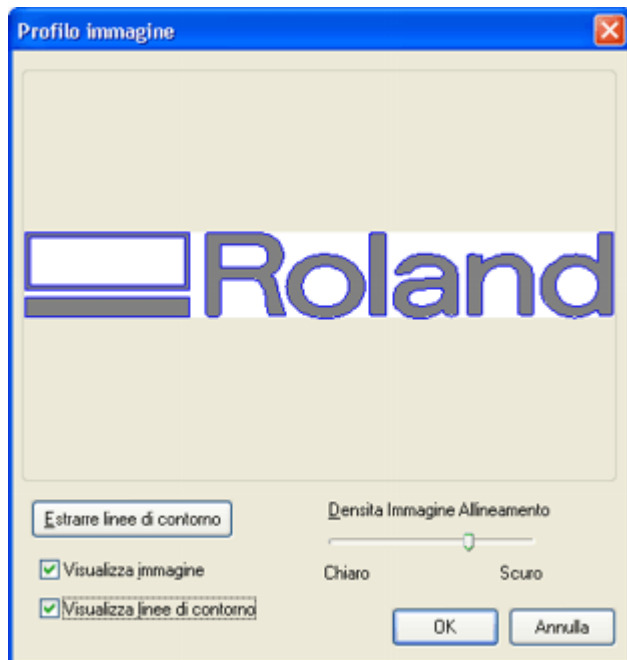 Profilo immagine
Roland
Estrarre linee di contorno
Densita Immagine Allineamento
Visualizza immagine
Chiaro
Scuro
Visualizza linee di contorno
OK
Annulla